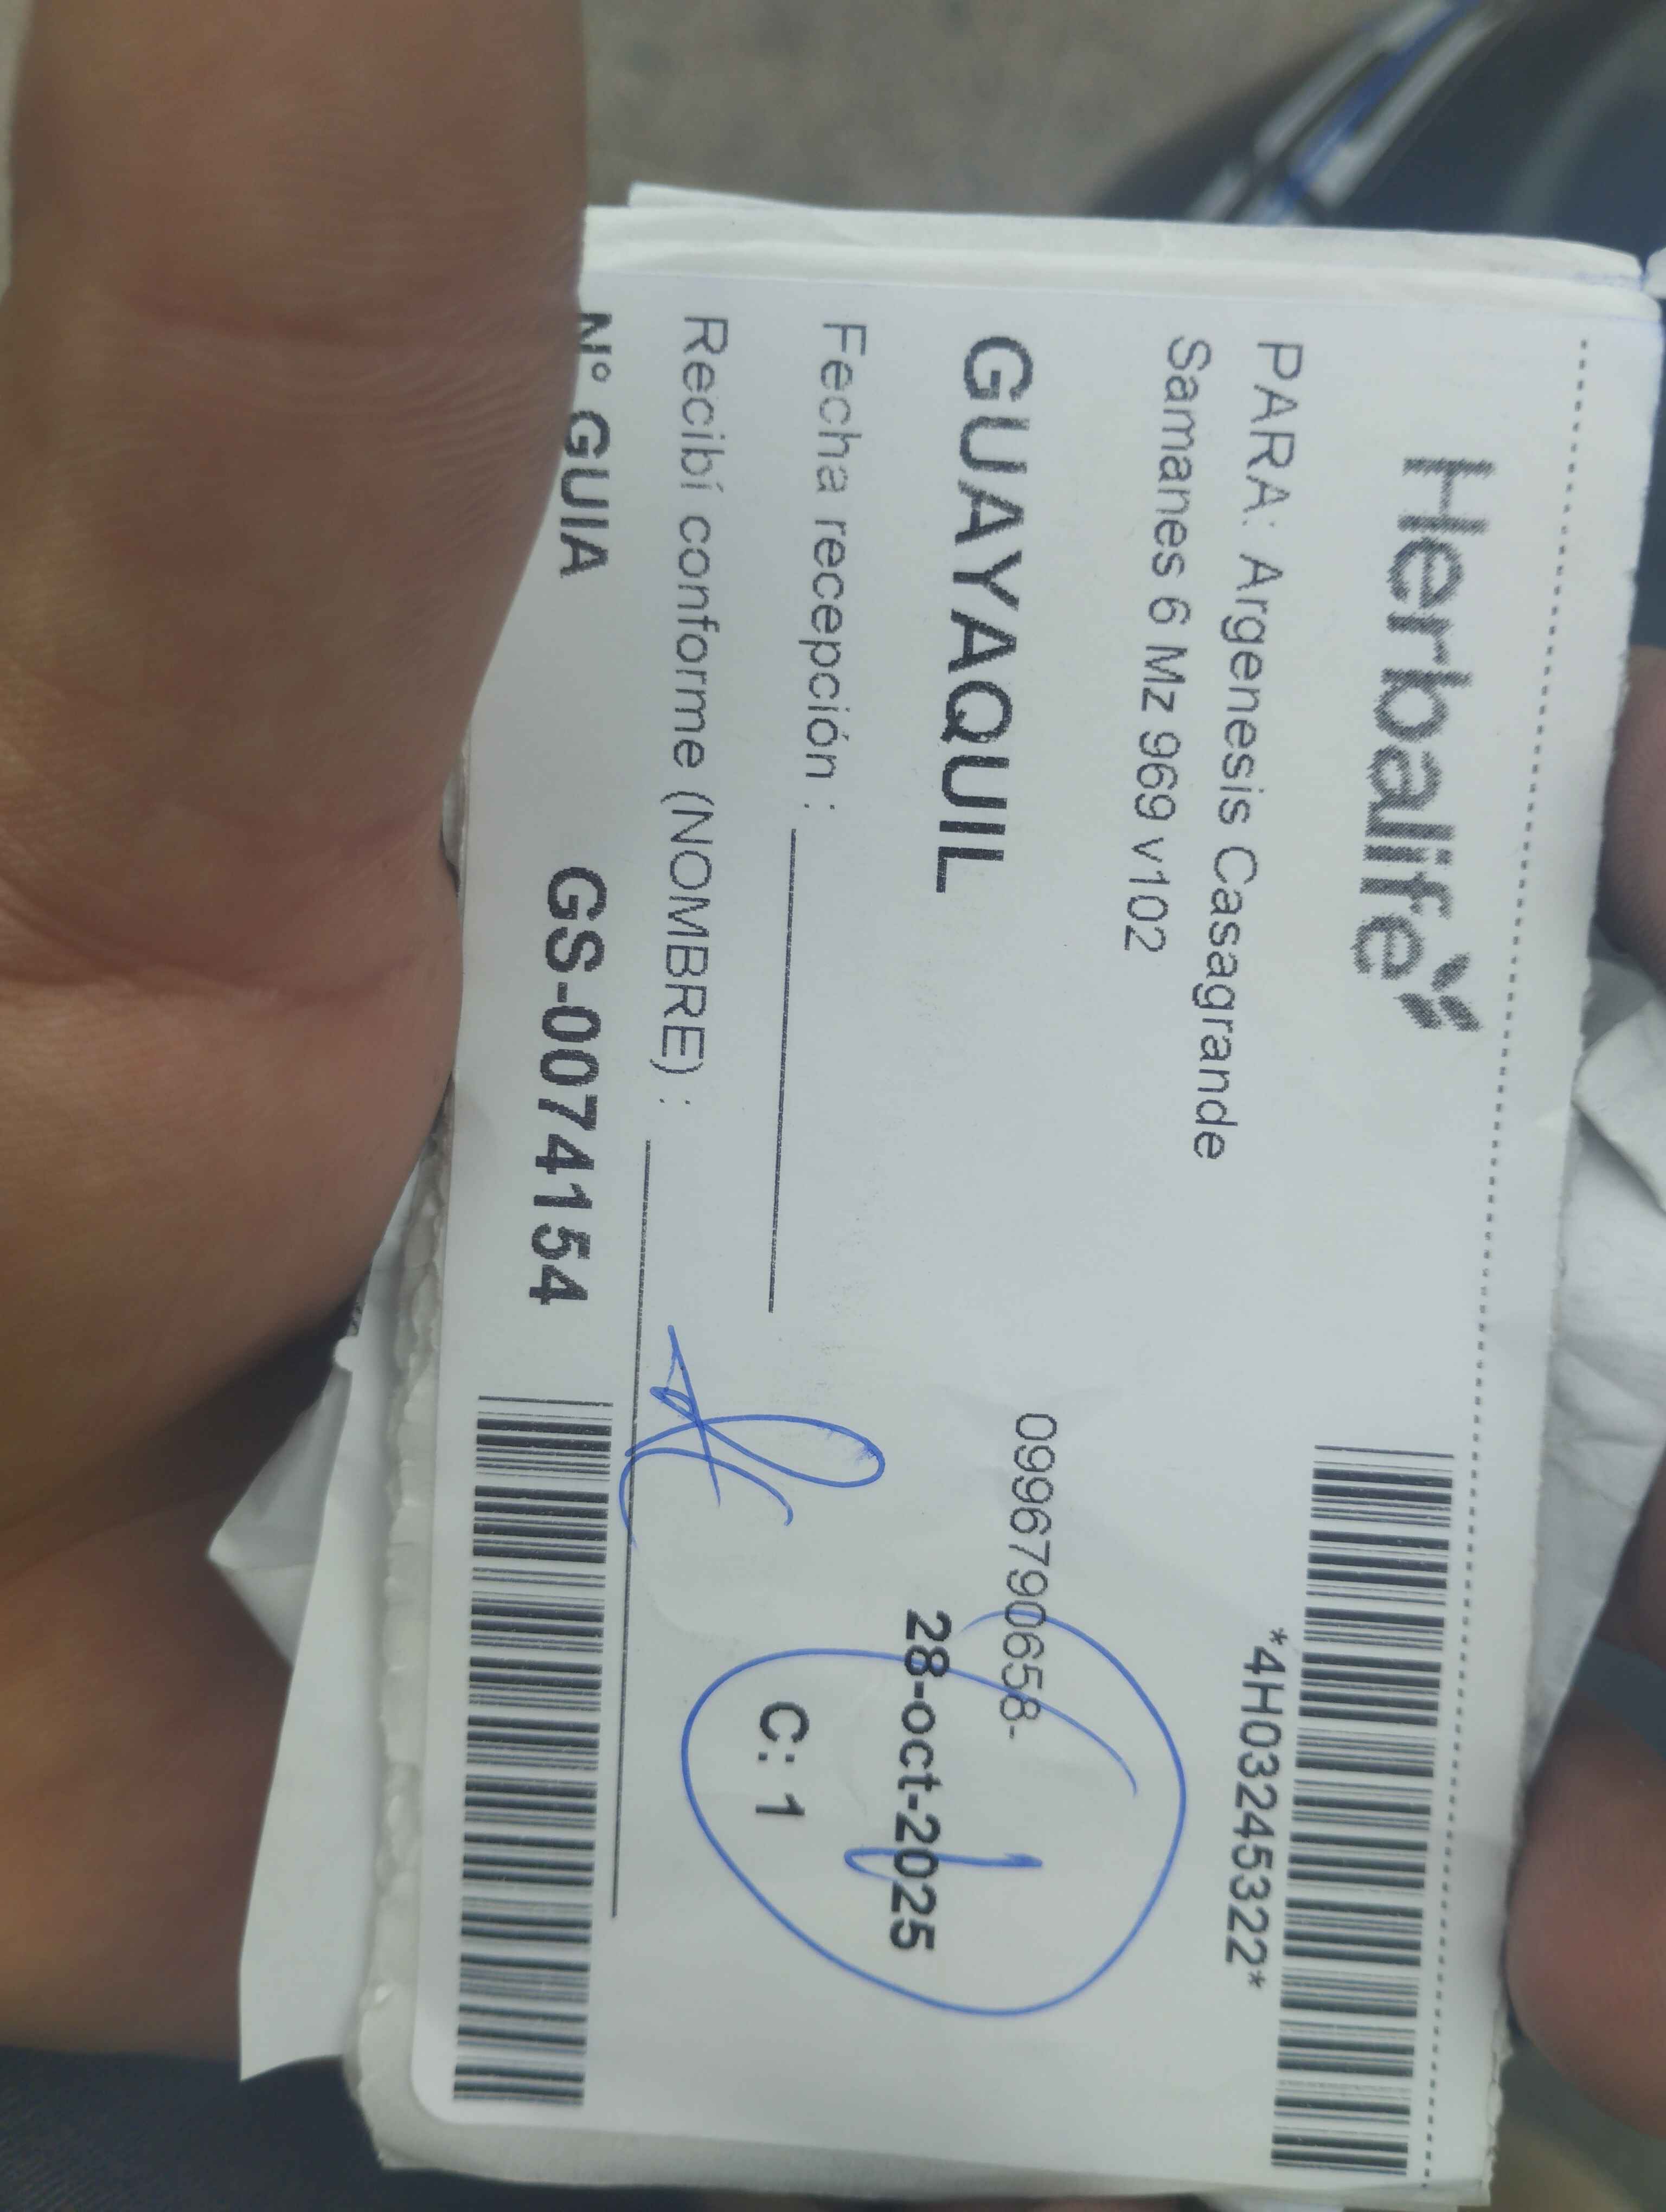 Herbalife
*4H03245322*
PARA: Argenesis Casagrande
Samanes 6 Mz 969 v102
0996790658-
GUAYAQUIL
28-oct-2025
Fecha recepción :
C: 1
Recibí conforme (NOMBRE) :
N° GUIA GS-0074154